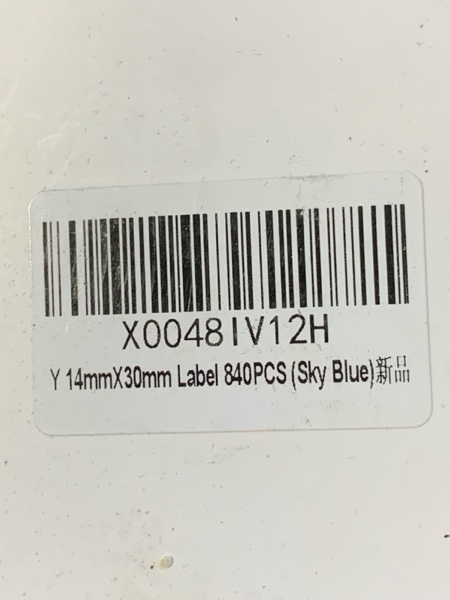 X0048IV12H
Y 14mmX30mm Label 840PCS (Sky Blue)新品